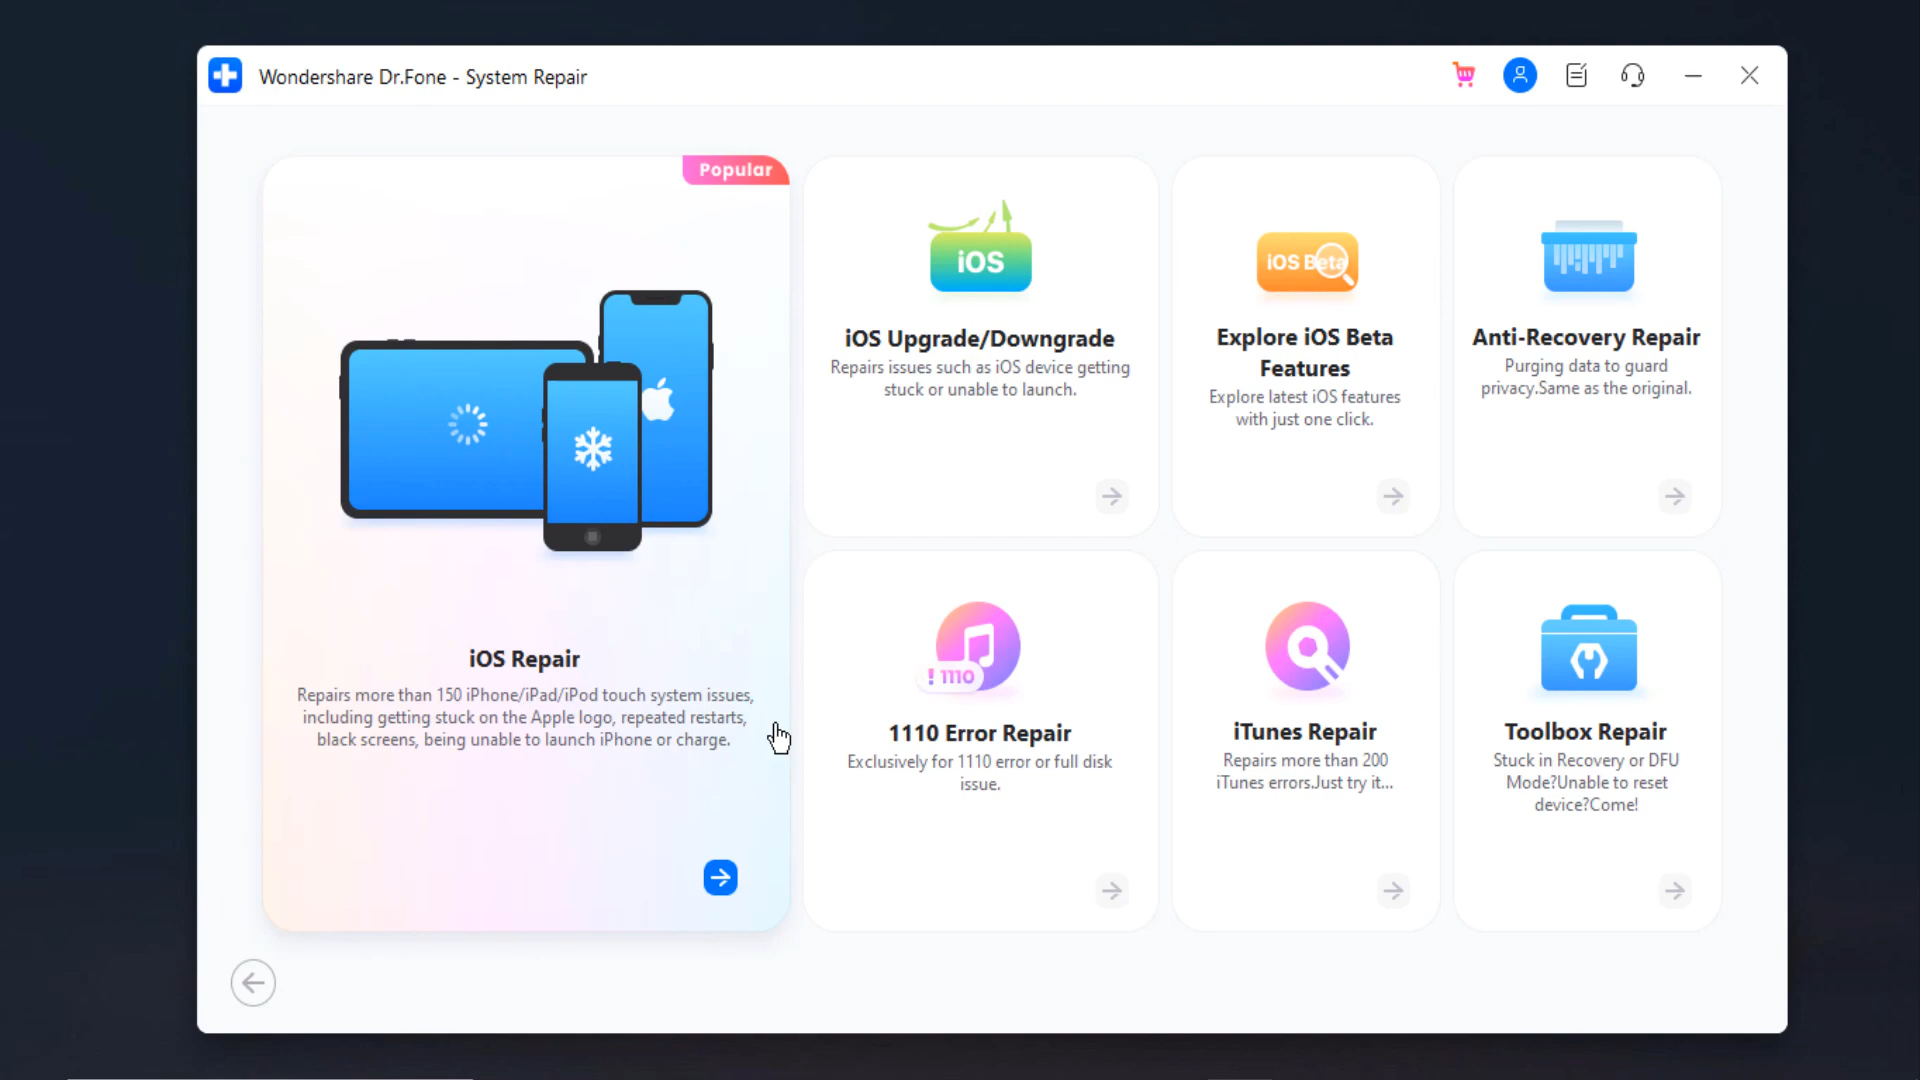 Wondershare Dr.Fone - System Repair
Popular
iOS Repair
Repairs more than 150 iPhone/iPad/iPod touch system issues,
including getting stuck on the Apple logo, repeated restarts,
black screens, being unable to launch iPhone or charge.
iOS
iOS Upgrade/Downgrade
Repairs issues such as iOS device getting
stuck or unable to launch.
iOS Beta
Explore iOS Beta
Features
Explore latest iOS features
with just one click.
Anti-Recovery Repair
Purging data to guard
privacy.Same as the original.
! 1110
1110 Error Repair
Exclusively for 1110 error or full disk
issue.
iTunes Repair
Repairs more than 200
iTunes errors.Just try it...
Toolbox Repair
Stuck in Recovery or DFU
Mode?Unable to reset
device?Come!